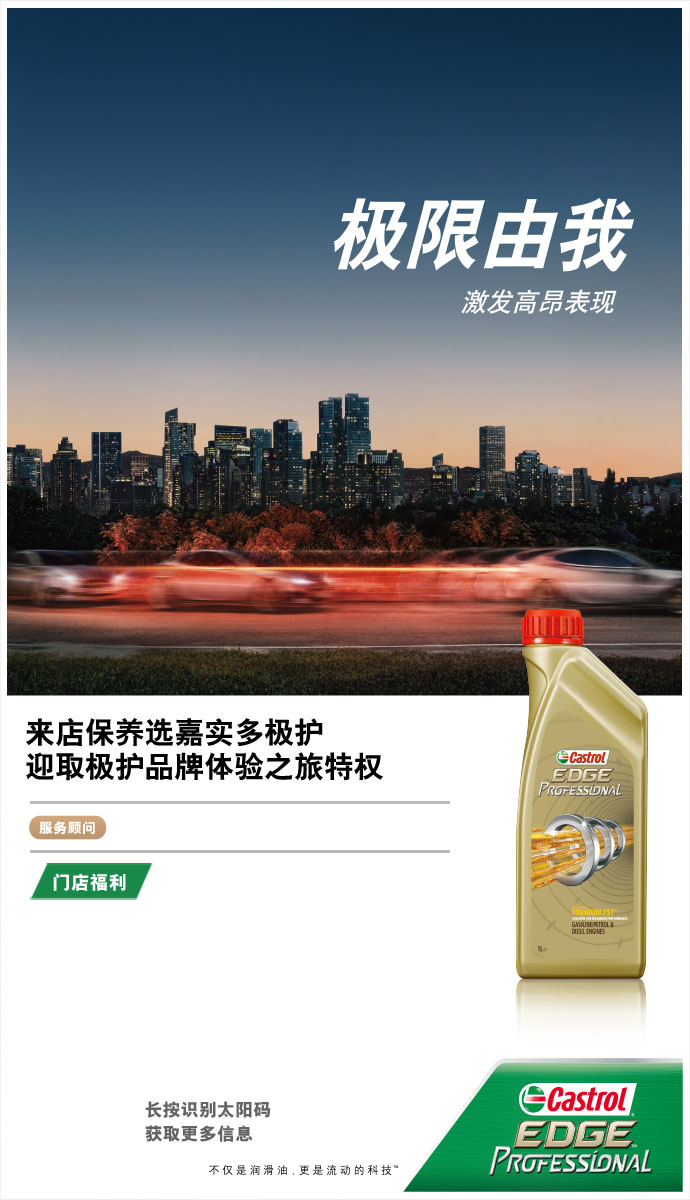 极限由我
激发高昂表现
Castrol
EDGE
PROFESSIONAL
TITANIUM FST™
GASOLINE/PETROL &
DIESEL ENGINES
1L
来店保养选嘉实多极护
迎取极护品牌体验之旅特权
服务顾问
门店福利
长按识别太阳码
获取更多信息
不仅是润滑油,更是流动的科技™
Castrol
EDGE
PROFESSIONAL